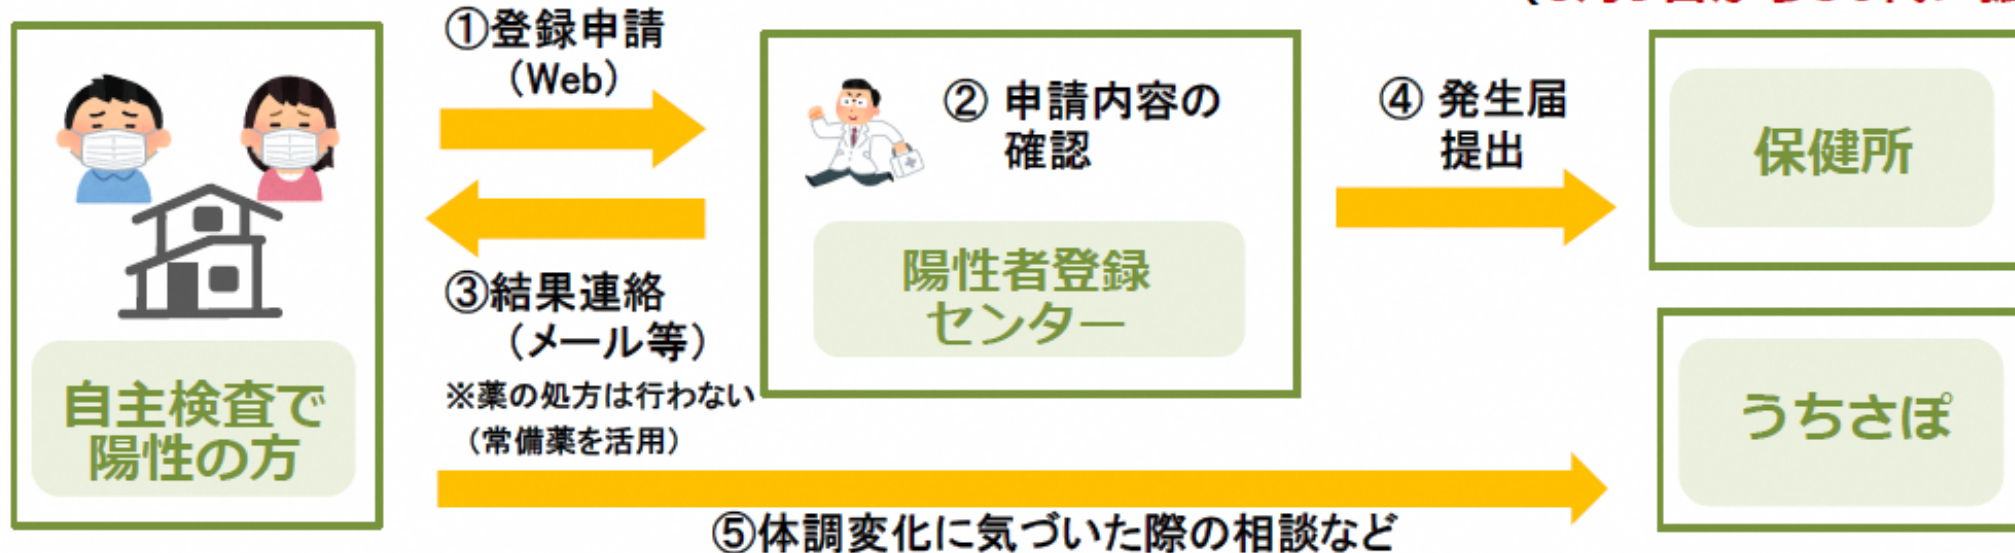 ①登録申請
（Web）
自主検査で
陽性の方
③結果連絡
（メール等）
※薬の処方は行わない
（常備薬を活用）
② 申請内容の
確認
陽性者登録
センター
④ 発生届
提出
保健所
うちさぽ
⑤体調変化に気づいた際の相談など